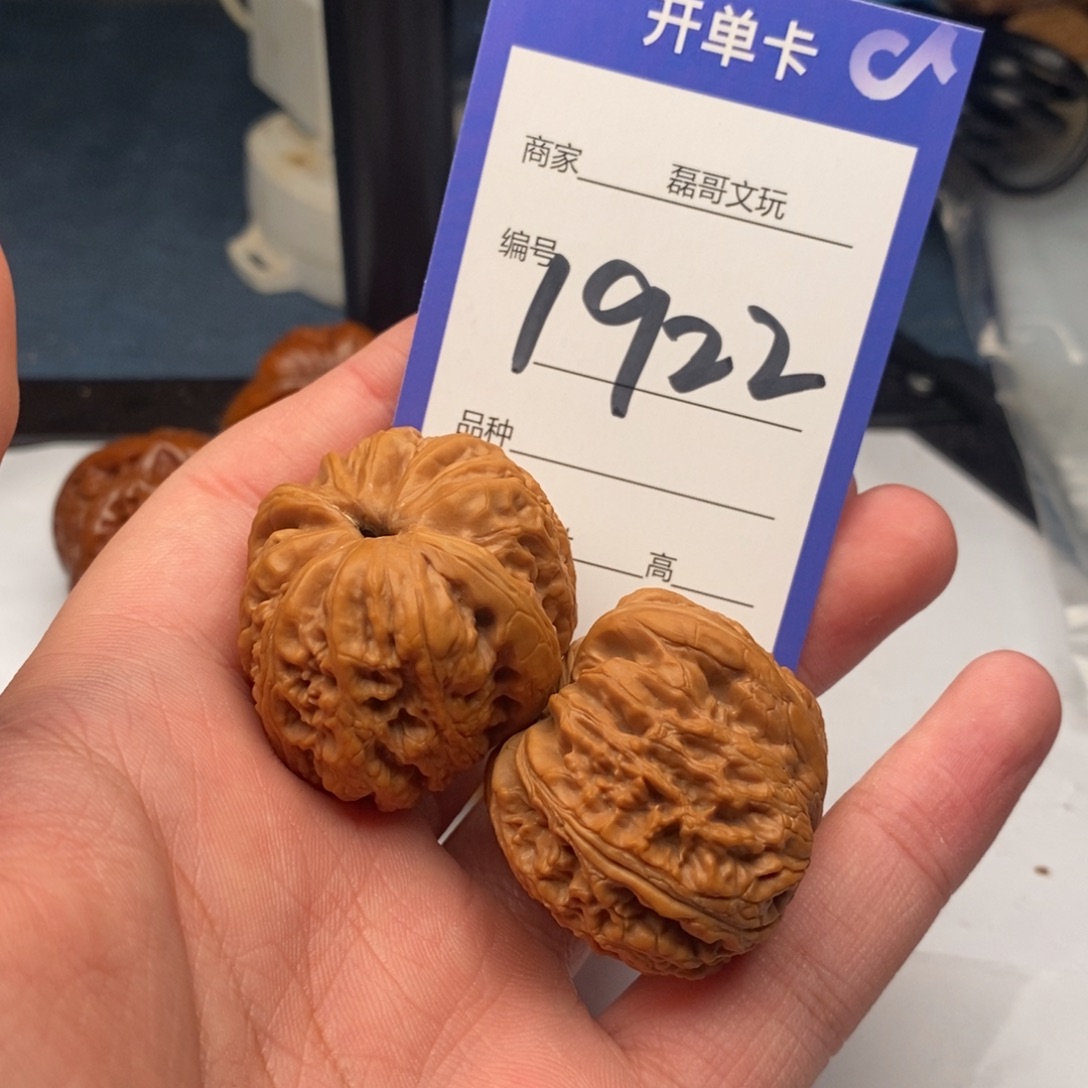 开单卡
商家 磊哥文玩
编号 1922
品种
高